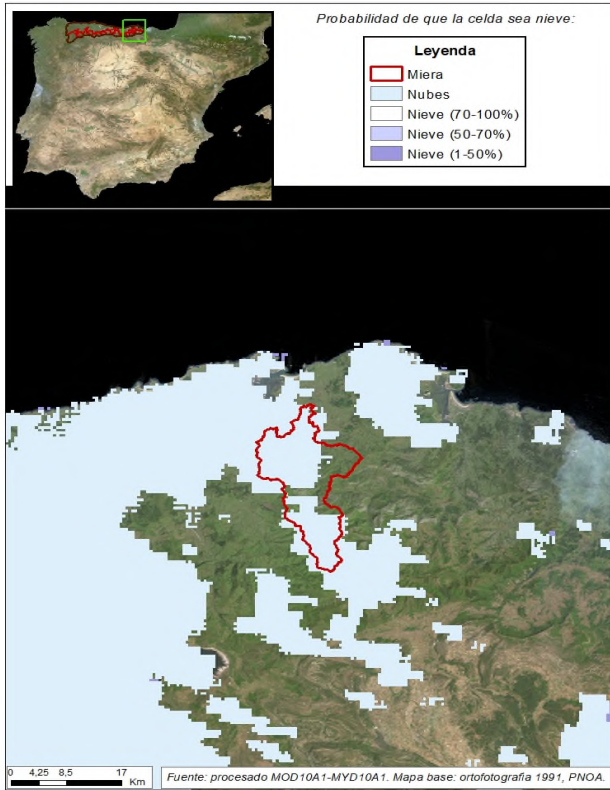 Probabilidad de que la celda sea nieve:
Leyenda
Miera
Nubes
Nieve (70-100%)
Nieve (50-70%)
Nieve (1-50%)
0 4,25 8,5 17
Km
Fuente: procesado MOD10A1-MYD10A1. Mapa base: ortofotografia 1991, PNOA.